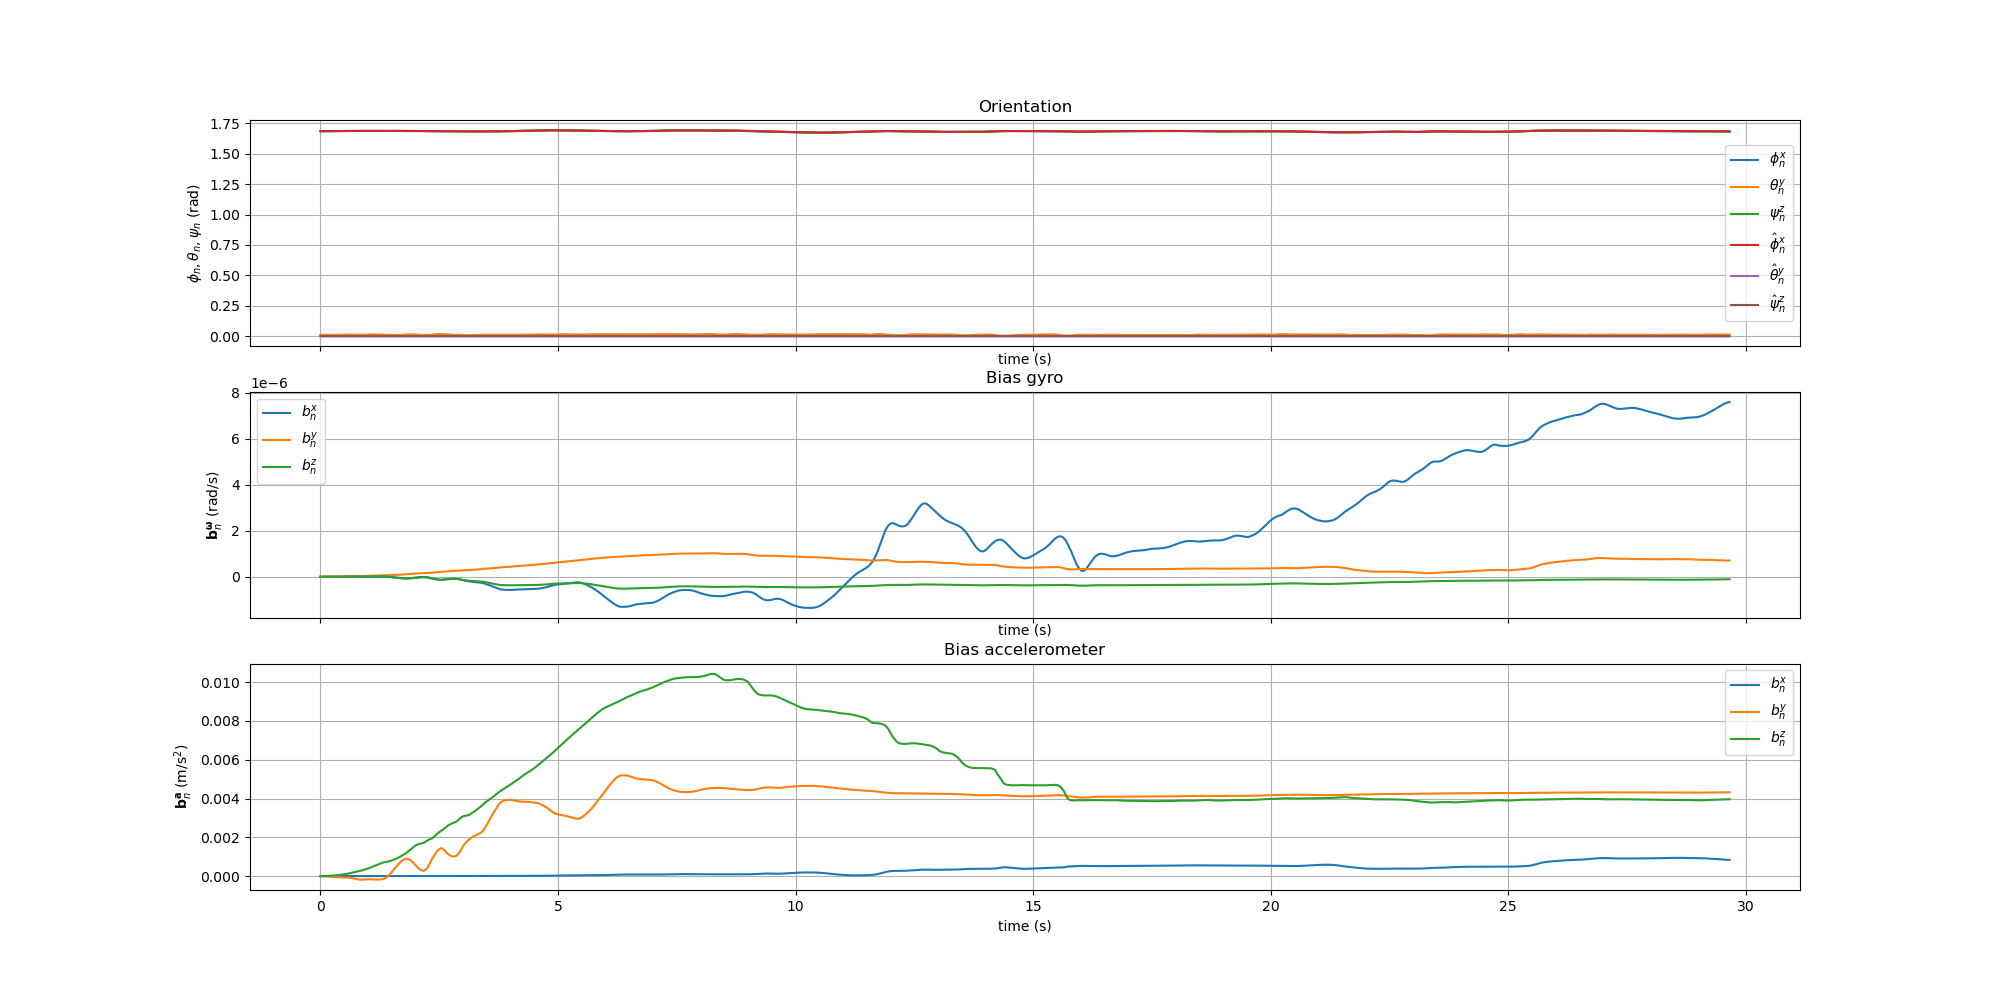 Orientation
1.75
1.50
1.25
1.00
0.75
0.50
0.25
0.00
ϕₙ, θₙ, ψₙ (rad)
ϕₙˣ
θₙʸ
ψₙᶻ
ϕ̂ₙˣ
θ̂ₙʸ
ψ̂ₙᶻ
time (s)
Bias gyro
1e−6
8
6
4
2
0
𝐛ₙ^𝛚 (rad/s)
bₙˣ
bₙʸ
bₙᶻ
time (s)
Bias accelerometer
0.010
0.008
0.006
0.004
0.002
0.000
𝐛ₙ^𝐚 (m/s²)
bₙˣ
bₙʸ
bₙᶻ
0 5 10 15 20 25 30
time (s)